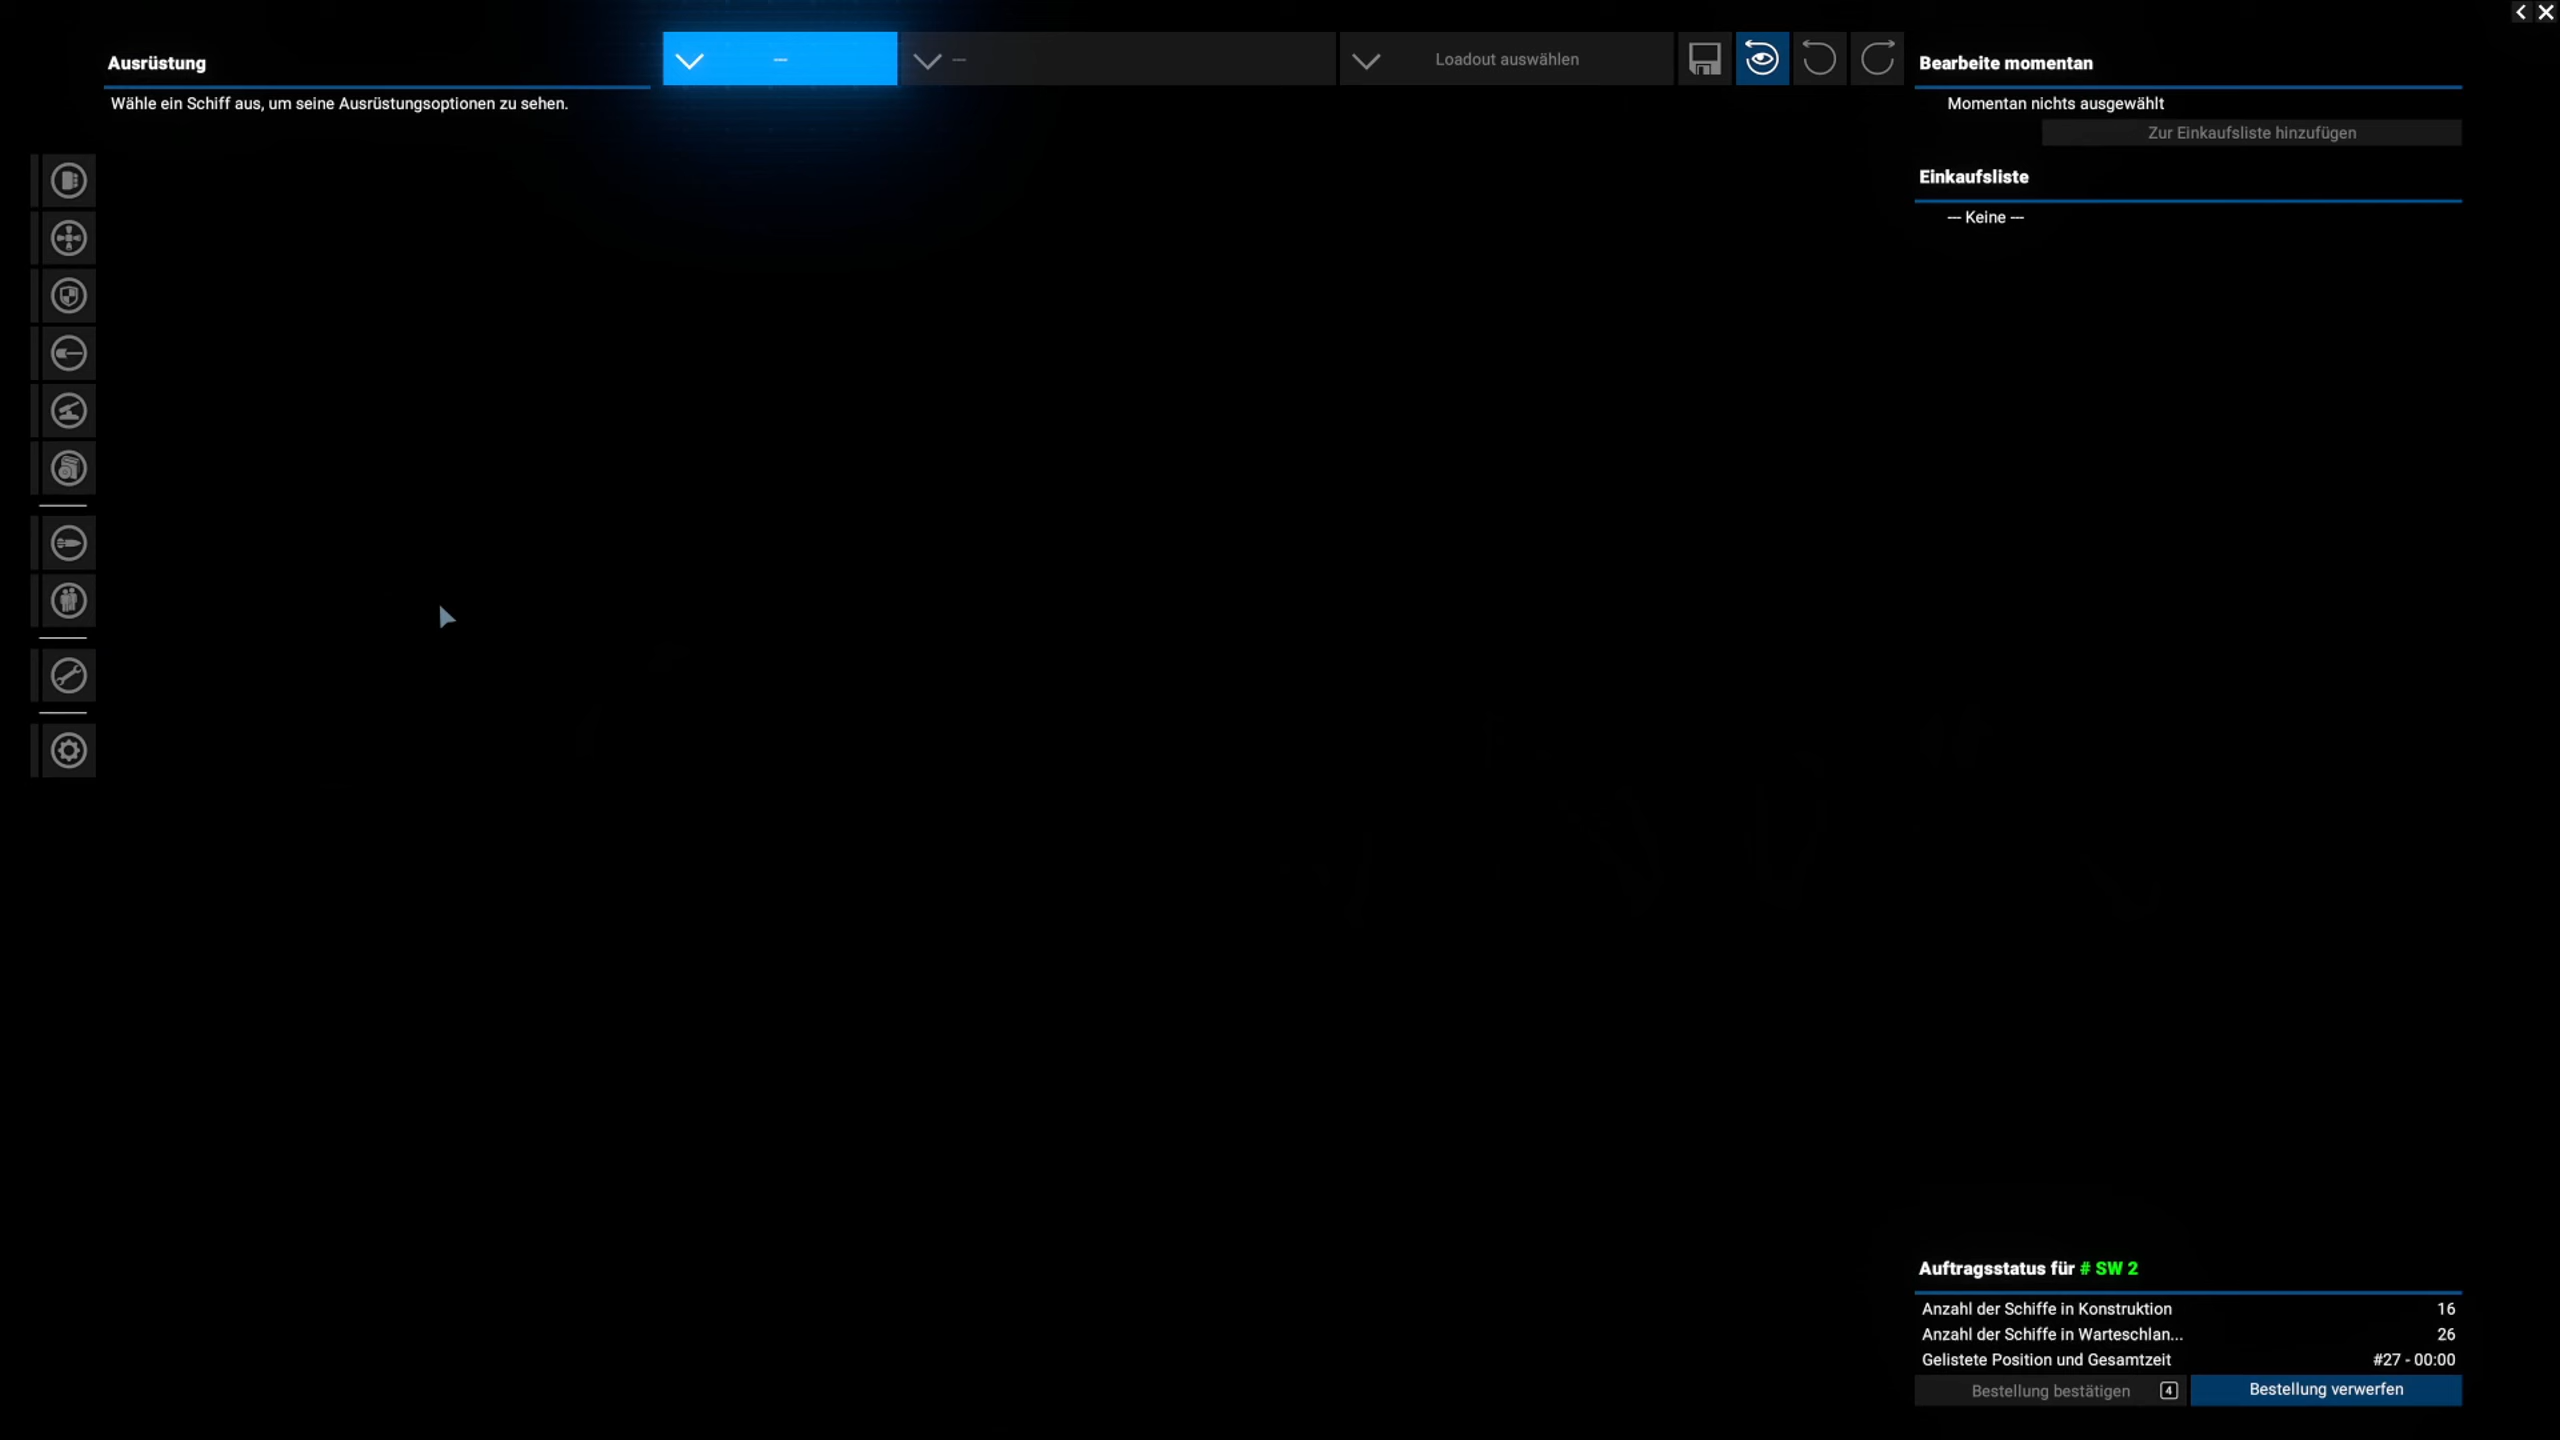 Ausrüstung
Wähle ein Schiff aus, um seine Ausrüstungsoptionen zu sehen.
—
—
Loadout auswählen
Bearbeite momentan
Momentan nichts ausgewählt
Zur Einkaufsliste hinzufügen
Einkaufsliste
— Keine —
Auftragsstatus für # SW 2
Anzahl der Schiffe in Konstruktion 16
Anzahl der Schiffe in Warteschlan... 26
Gelistete Position und Gesamtzeit #27 - 00:00
Bestellung bestätigen 4
Bestellung verwerfen